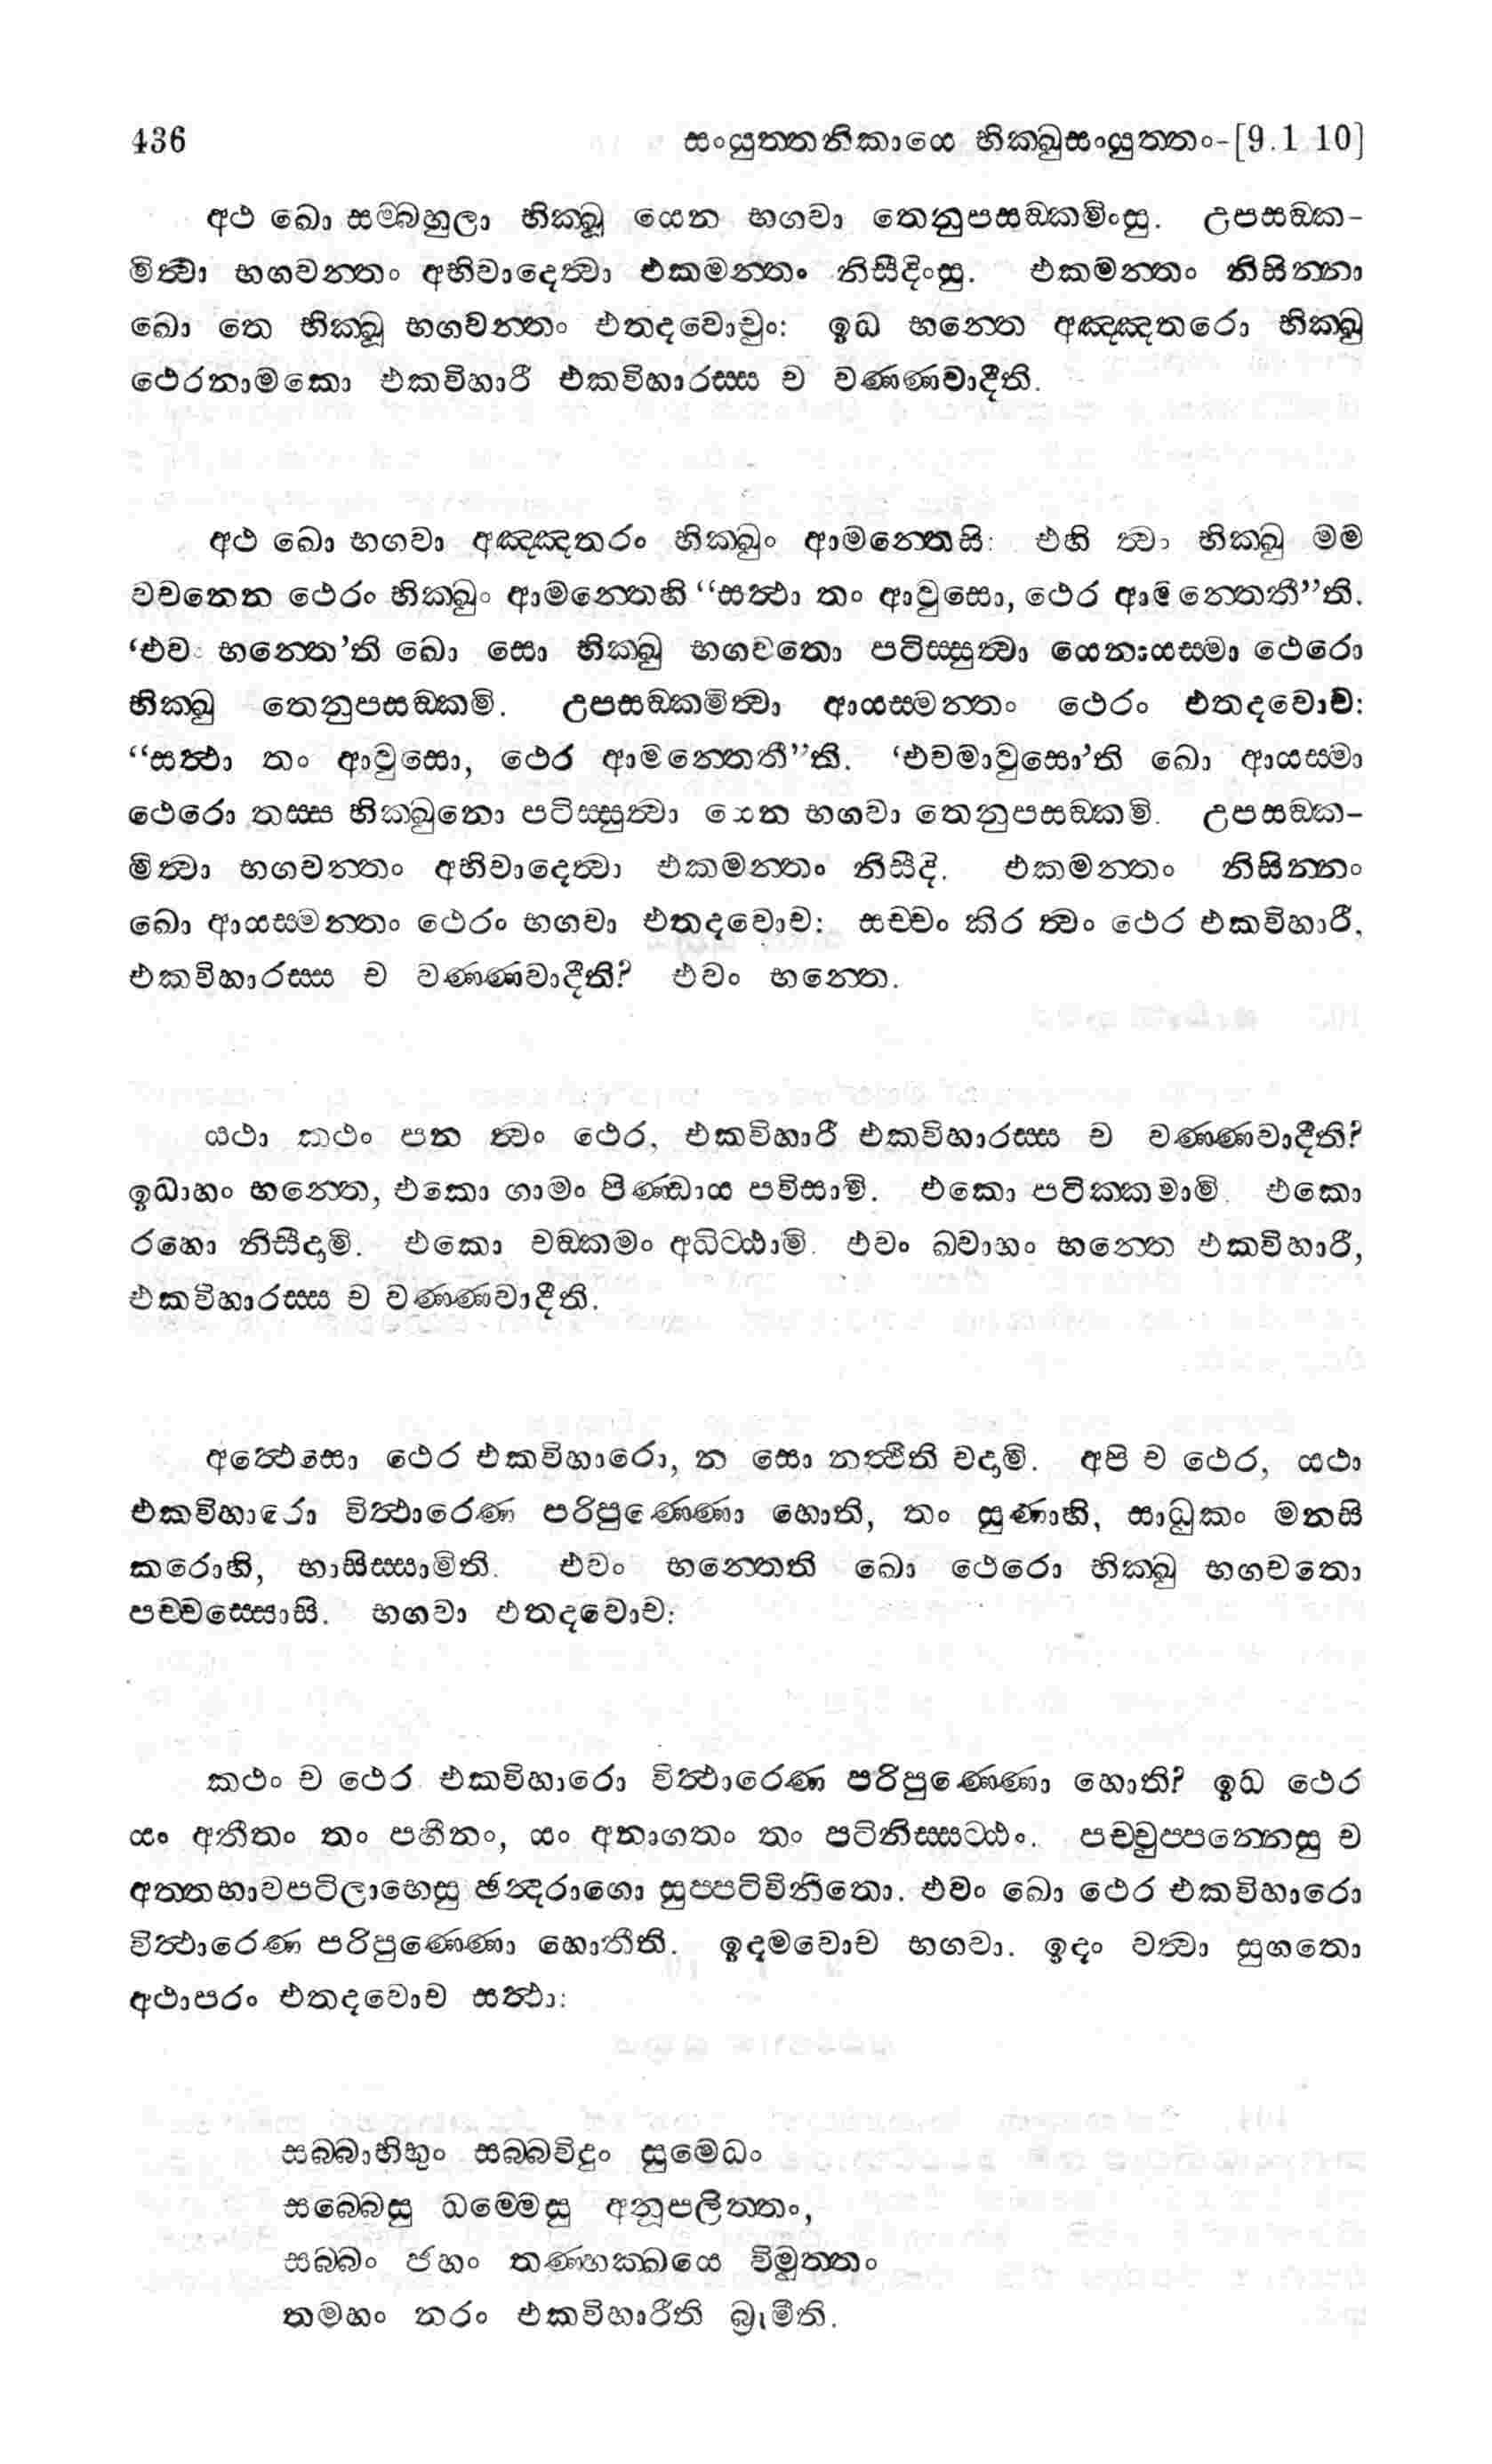 436 සංයුත්තනිකායෙ භික්ඛුසංයුත්තං-[9.1 10]
අථ ඛො සම්බහුලා භික්ඛූ යෙන භගවා තෙනුපසඞ්කමිංසු. උපසඞ්ක-
මිත්‍වා භගවන්තං අභිවාදෙත්‍වා එකමන්තං නිසීදිංසු. එකමන්තං නිසින්නා
ඛො තෙ භික්ඛූ භගවන්තං එතදවොචුං: ඉධ භන්තෙ අඤ්ඤතරො භික්ඛු
ථෙරනාමකො එකවිහාරී එකවිහාරස්ස ච වණ්ණවාදීති.
අථ ඛො භගවා අඤ්ඤතරං භික්ඛුං ආමන්තෙසි: එහි ත්‍වා භික්ඛු මම
වචනෙන ථෙරං භික්ඛුං ආමන්තෙහි “සත්‍ථා තං ආවුසො, ථෙර ආමන්තෙතී”ති.
‘එවං භන්තෙ’ති ඛො සො භික්ඛු භගවතො පටිස්සුත්‍වා යෙනායස්මා ථෙරො
භික්ඛු තෙනුපසඞ්කමි. උපසඞ්කමිත්‍වා ආයස්මන්තං ථෙරං එතදවොච:
“සත්‍ථා තං ආවුසො, ථෙර ආමන්තෙතී”ති. ‘එවමාවුසො’ති ඛො ආයස්මා
ථෙරො තස්ස භික්ඛුනො පටිස්සුත්‍වා යෙන භගවා තෙනුපසඞ්කමි. උපසඞ්ක-
මිත්‍වා භගවන්තං අභිවාදෙත්‍වා එකමන්තං නිසීදි. එකමන්තං නිසින්නං
ඛො ආයස්මන්තං ථෙරං භගවා එතදවොච: සච්චං කිර ත්‍වං ථෙර එකවිහාරී,
එකවිහාරස්ස ච වණ්ණවාදීති? එවං භන්තෙ.
යථා කථං පන ත්‍වං ථෙර, එකවිහාරී එකවිහාරස්ස ච වණ්ණවාදීති?
ඉධාහං භන්තෙ, එකො ගාමං පිණ්ඩාය පවිසාමි. එකො පටික්කමාමි. එකො
රහො නිසීදාමි. එකො චඞ්කමං අධිට්ඨාමි. එවං ඛ්වාහං භන්තෙ එකවිහාරී,
එකවිහාරස්ස ච වණ්ණවාදීති.
අත්‍ථෙසො ථෙර එකවිහාරො, න සො නත්‍ථීති වදාමි. අපි ච ථෙර, යථා
එකවිහාරො විත්‍ථාරෙණ පරිපුණ්ණො හොති, තං සුණාහි, සාධුකං මනසි
කරොහි, භාසිස්සාමිති. එවං භන්තෙති ඛො ථෙරො භික්ඛු භගවතො
පච්චස්සොසි. භගවා එතදවොච:
කථං ච ථෙර එකවිහාරො විත්‍ථාරෙණ පරිපුණ්ණො හොති? ඉධ ථෙර
යං අතීතං තං පහීනං, යං අනාගතං තං පටිනිස්සට්ඨං. පච්චුප්පන්නෙසු ච
අත්තභාවපටිලාභෙසු ඡන්‍දරාගො සුප්පටිවිනීතො. එවං ඛො ථෙර එකවිහාරො
විත්‍ථාරෙණ පරිපුණ්ණො හොතීති. ඉදමවොච භගවා. ඉදං වත්‍වා සුගතො
අථාපරං එතදවොච සත්‍ථා:
සබ්බාභිභුං සබ්බවිදුං සුමෙධං
සබ්බෙසු ධම්මෙසු අනූපලිත්තං,
සබ්බං ජහං තණ්හක්ඛයෙ විමුත්තං
තමහං නරං එකවිහාරීති බ්‍රූමීති.